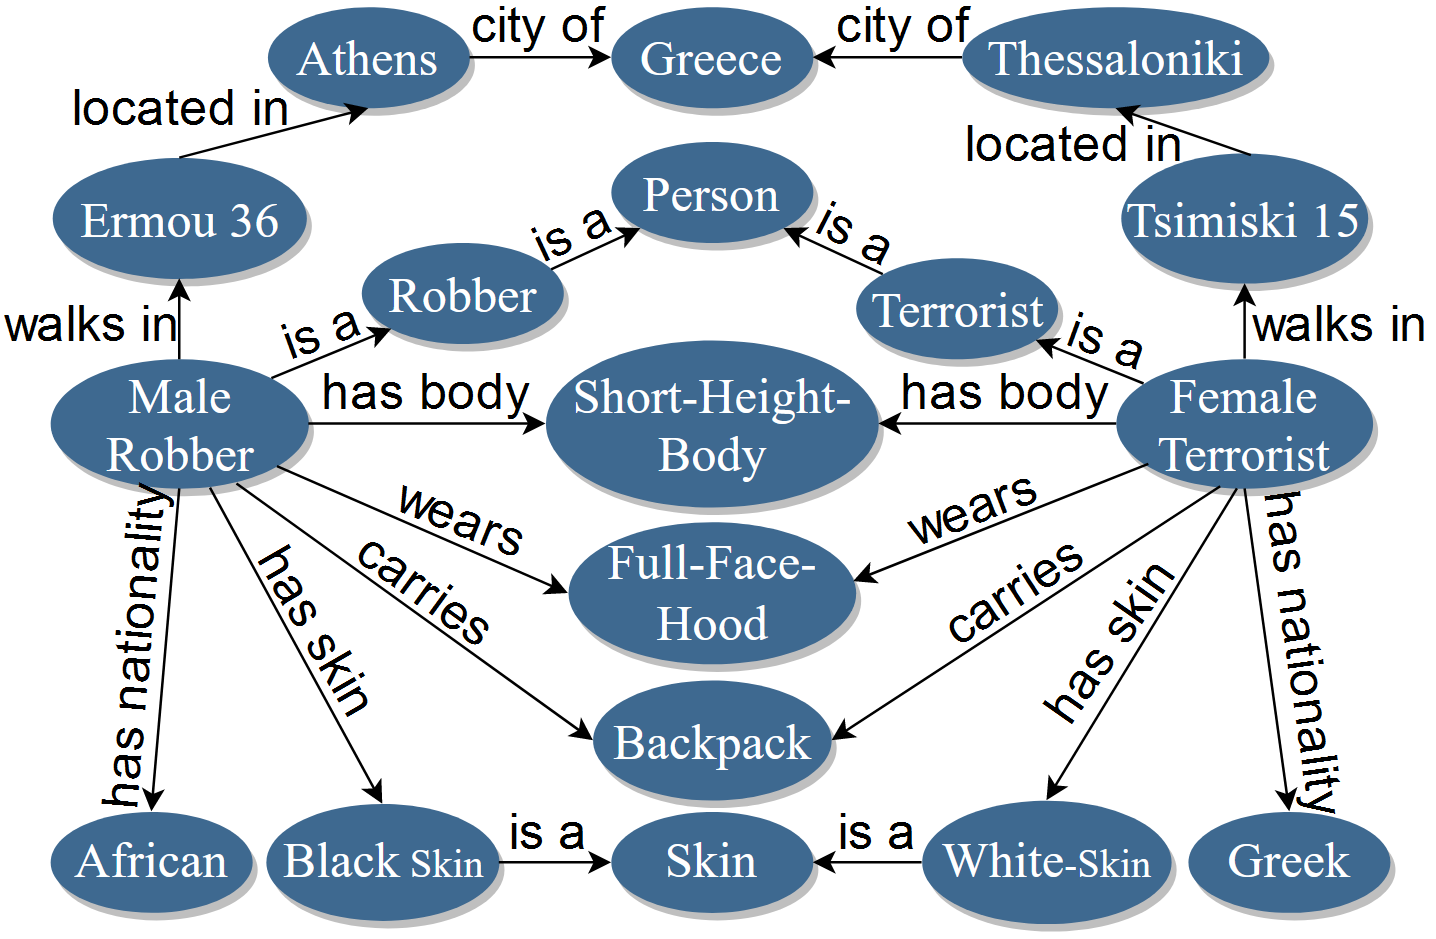 Athens
city of
Greece
city of
Thessaloniki
located in
located in
Ermou 36
Person
Tsimiski 15
is a
is a
Robber
Terrorist
walks in
is a
is a
walks in
Male
Robber
has body
Short-Height-
Body
has body
Female
Terrorist
wears
wears
Full-Face-
Hood
has nationality
has skin
carries
carries
has skin
has nationality
Backpack
African
Black Skin
is a
Skin
is a
White-Skin
Greek